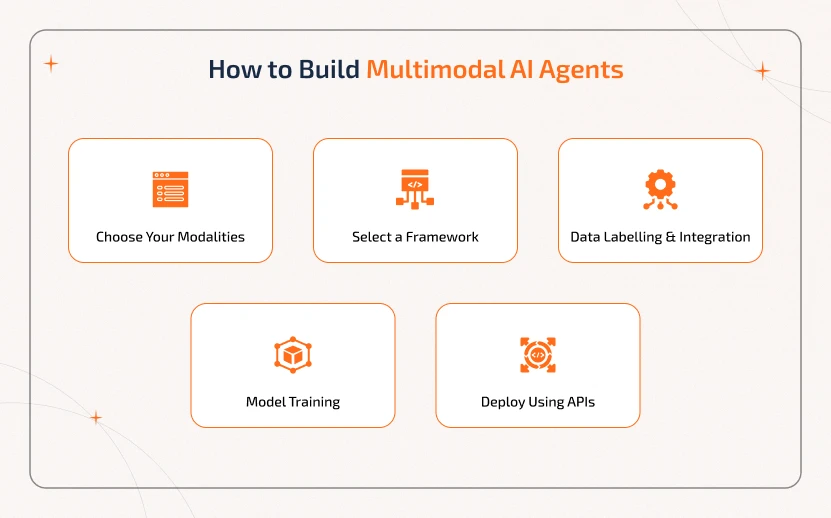 How to Build Multimodal AI Agents
Choose Your Modalities
Select a Framework
Data Labelling & Integration
Model Training
Deploy Using APIs